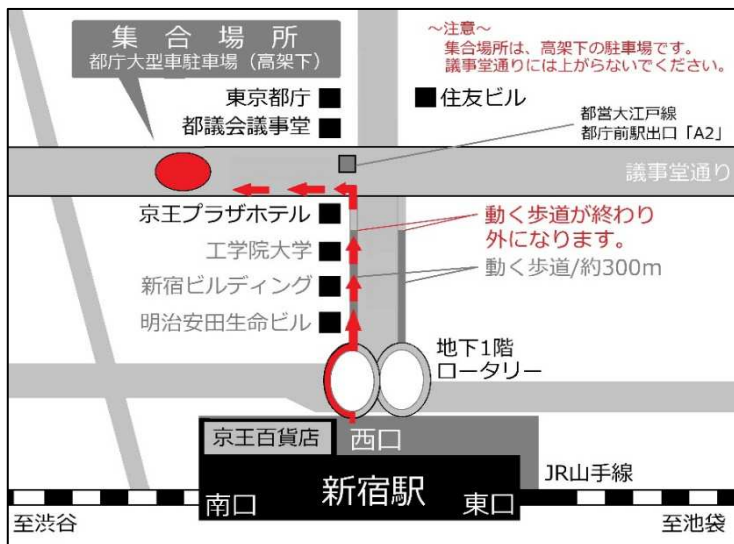 集合場所
都庁大型車駐車場（高架下）
～注意～
集合場所は、高架下の駐車場です。
議事堂通りには上がらないでください。
東京都庁
都議会議事堂
住友ビル
都営大江戸線
都庁前駅出口「A2」
議事堂通り
京王プラザホテル
工学院大学
新宿ビルディング
明治安田生命ビル
動く歩道が終わり
外になります。
動く歩道/約300m
地下1階
ロータリー
京王百貨店
西口
JR山手線
南口
新宿駅
東口
至渋谷
至池袋